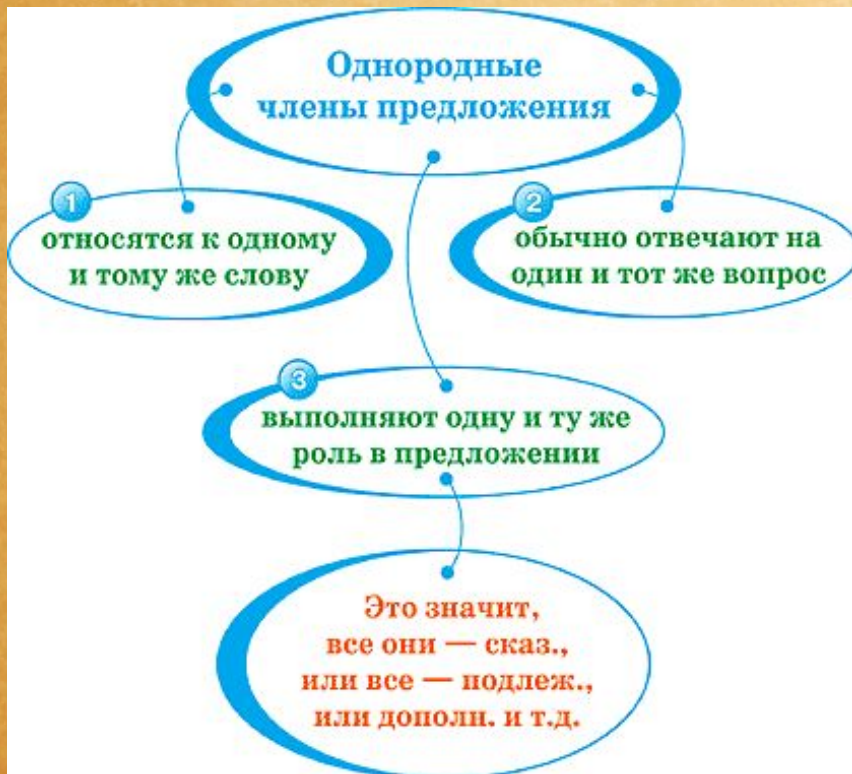 Однородные
члены предложения
1
относятся к одному
и тому же слову
2
обычно отвечают на
один и тот же вопрос
3
выполняют одну и ту же
роль в предложении
Это значит,
все они — сказ.,
или все — подлеж.,
или дополн. и т.д.